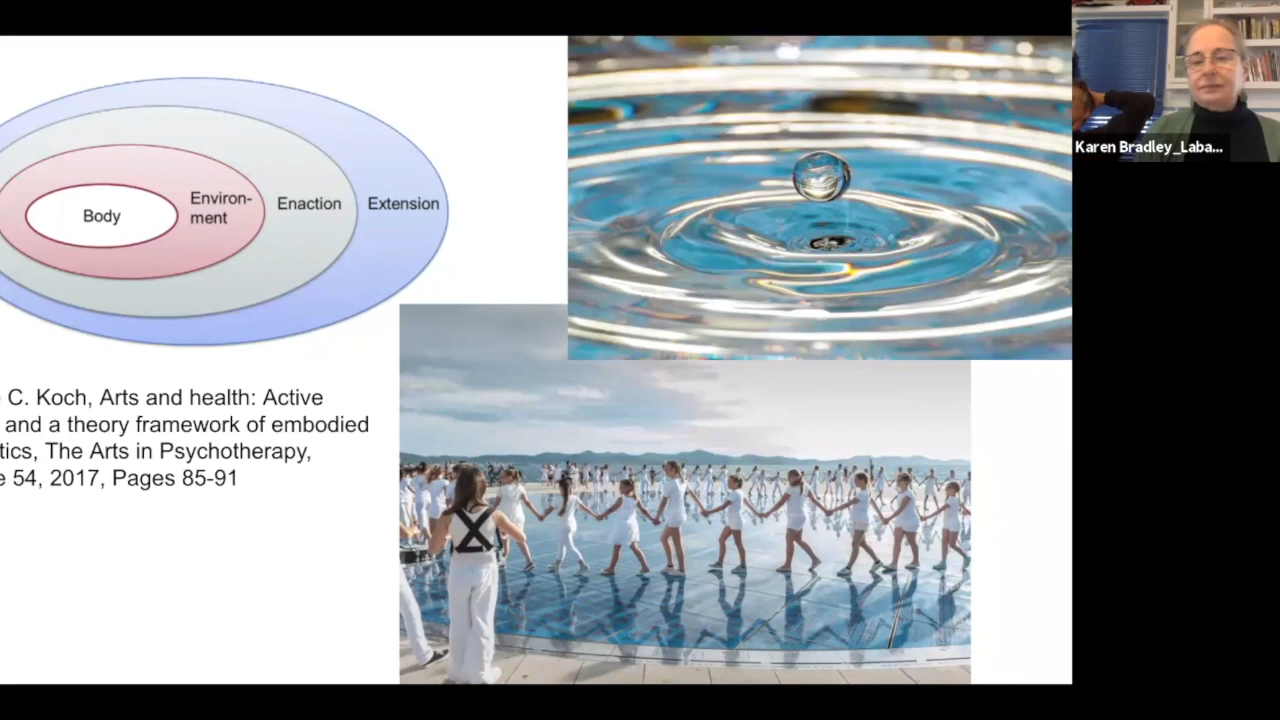 Body
Environ-
ment
Enaction
Extension
C. Koch, Arts and health: Active
and a theory framework of embodied
tics, The Arts in Psychotherapy,
e 54, 2017, Pages 85-91
Karen Bradley_Laba...